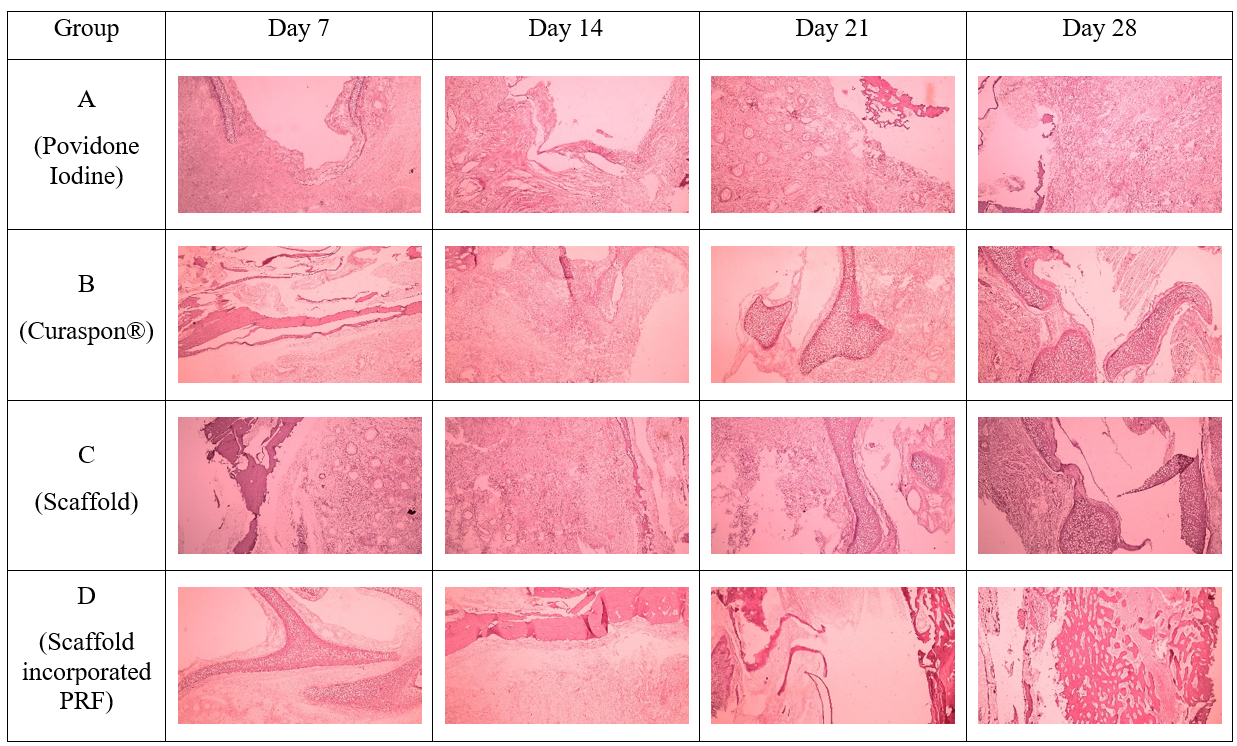 Group Day 7 Day 14 Day 21 Day 28
A
(Povidone
Iodine)
B
(Curaspon®)
C
(Scaffold)
D
(Scaffold
incorporated
PRF)